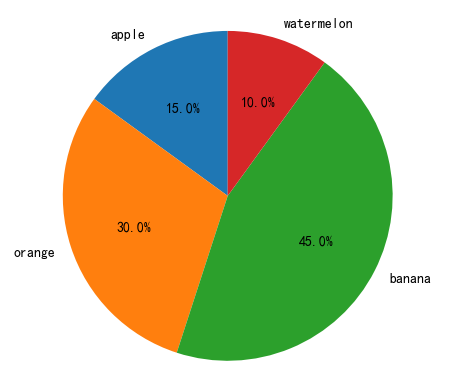 watermelon
apple
10.0%
15.0%
30.0%
45.0%
orange
banana